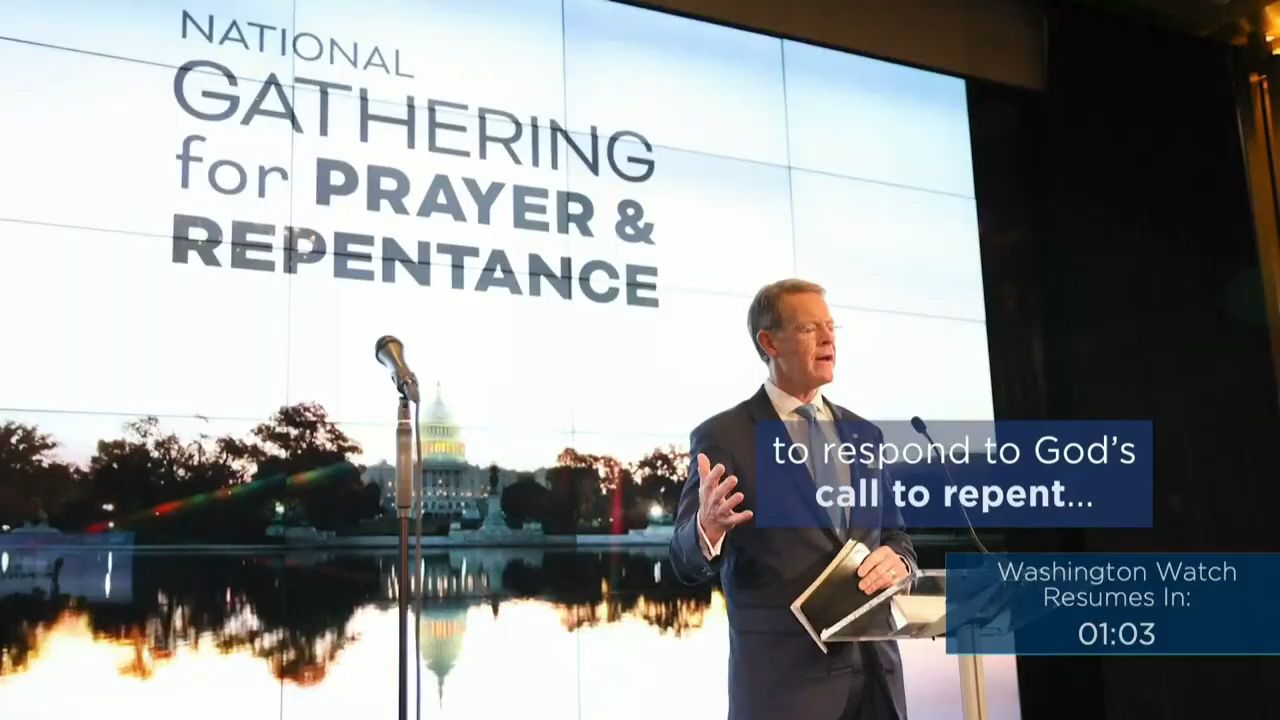 NATIONAL
GATHERING
for PRAYER &
REPENTANCE
to respond to God's
call to repent...
Washington Watch
Resumes In:
01:03